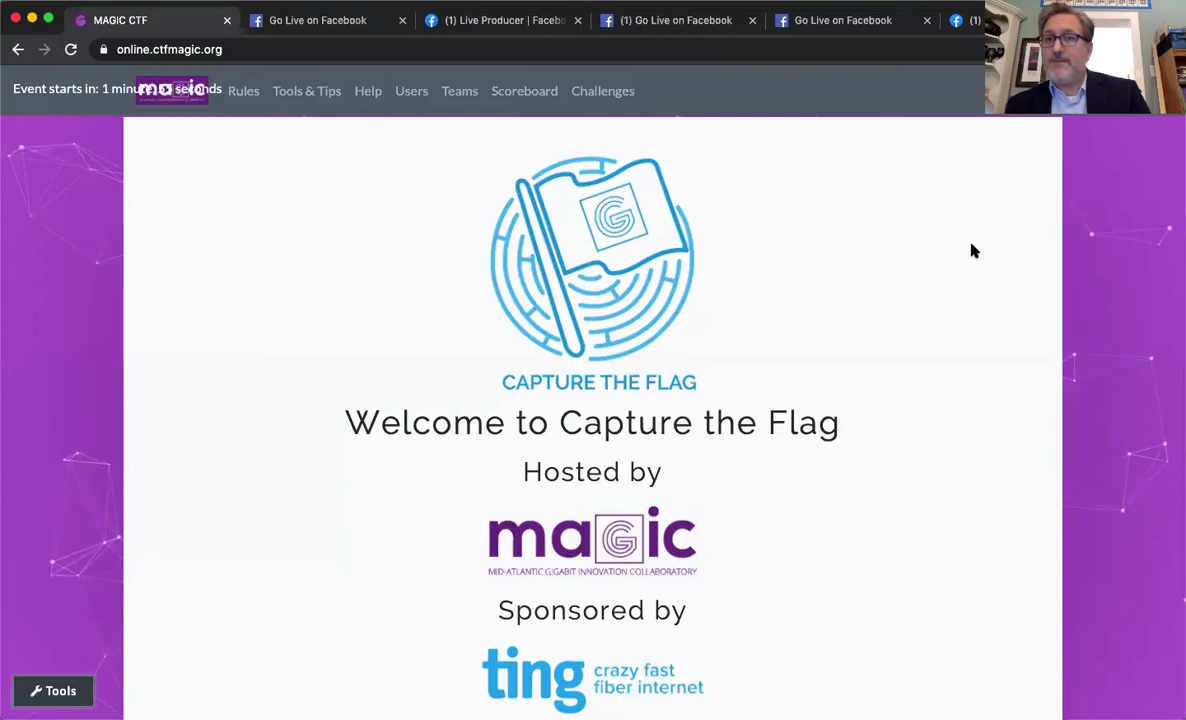 MAGIC CTF
Go Live on Facebook
(1) Live Producer | Facebo
(1) Go Live on Facebook
Go Live on Facebook
(1)
online.ctfmagic.org
Event starts in: 1 minute, seconds
magic
Rules
Tools & Tips
Help
Users
Teams
Scoreboard
Challenges
G
CAPTURE THE FLAG
Welcome to Capture the Flag
Hosted by
maGic
MID-ATLANTIC GIGABIT INNOVATION COLLABORATORY
Sponsored by
ting
crazy fast
fiber internet
Tools